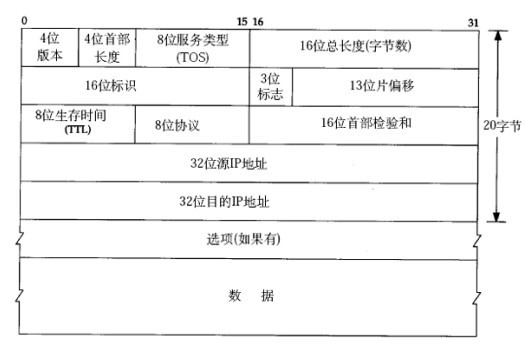 0 15 16 31
4位 4位首部 8位服务类型 16位总长度(字节数)
版本 长度 (TOS)
16位标识 3位 13位片偏移
标志
8位生存时间 8位协议 16位首部检验和
(TTL)
20字节
32位源IP地址
32位目的IP地址
选项(如果有)
数 据